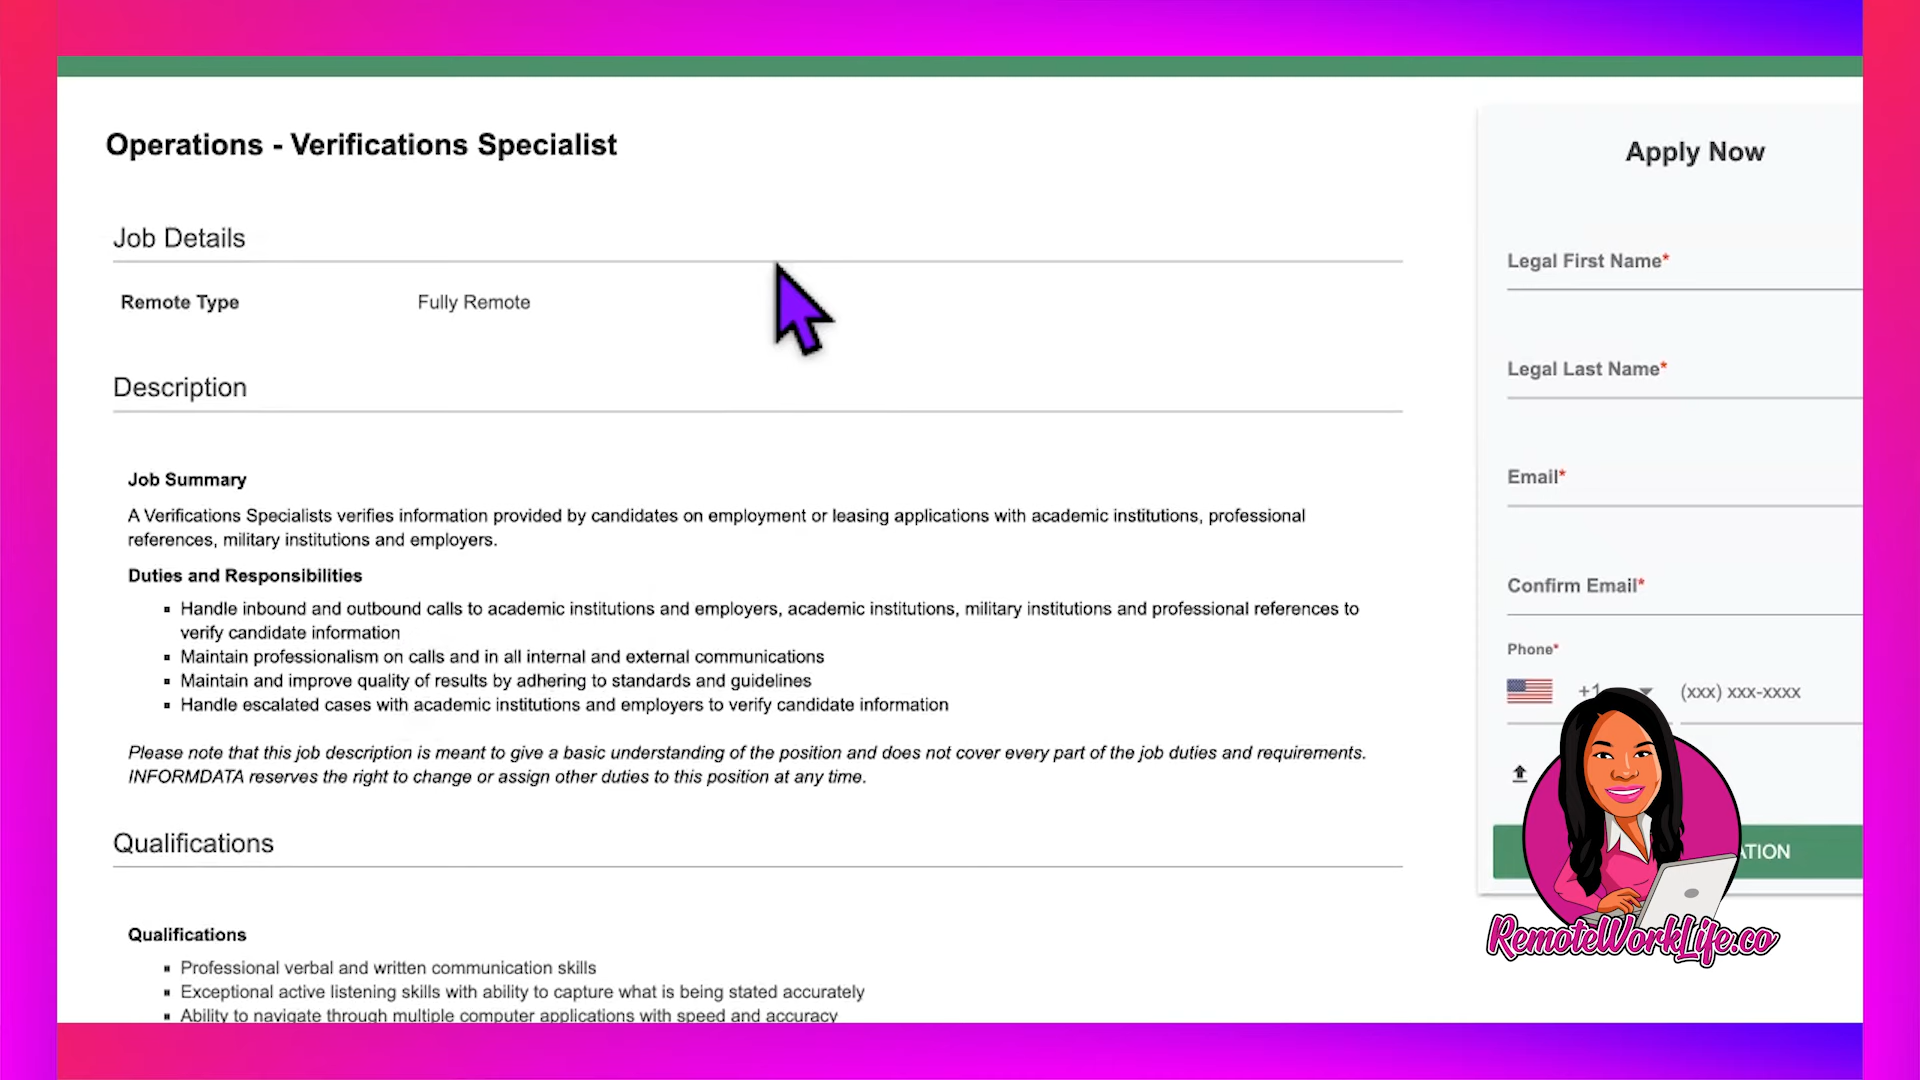 Operations - Verifications Specialist
Job Details
Remote Type Fully Remote
Description
Job Summary
A Verifications Specialists verifies information provided by candidates on employment or leasing applications with academic institutions, professional
references, military institutions and employers.
Duties and Responsibilities
Handle inbound and outbound calls to academic institutions and employers, academic institutions, military institutions and professional references to
verify candidate information
Maintain professionalism on calls and in all internal and external communications
Maintain and improve quality of results by adhering to standards and guidelines
Handle escalated cases with academic institutions and employers to verify candidate information
Please note that this job description is meant to give a basic understanding of the position and does not cover every part of the job duties and requirements.
INFORMDATA reserves the right to change or assign other duties to this position at any time.
Qualifications
Qualifications
Professional verbal and written communication skills
Exceptional active listening skills with ability to capture what is being stated accurately
Ability to navigate through multiple computer applications with speed and accuracy
Apply Now
Legal First Name*
Legal Last Name*
Email*
Confirm Email*
Phone*
+1 (xxx) xxx-xxxx
RemoteWorkLife.co